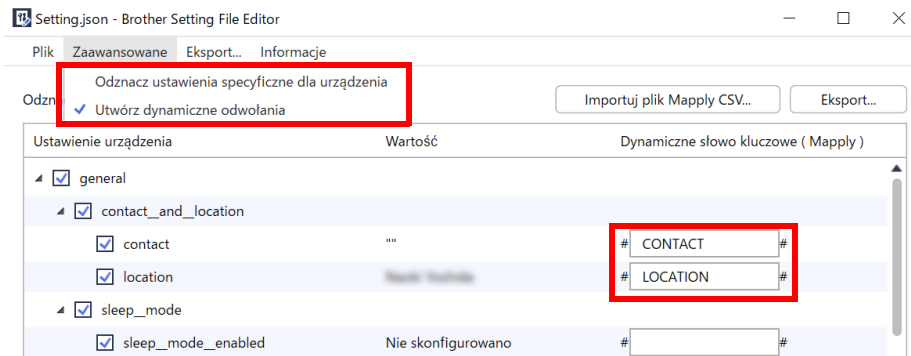 Setting.json - Brother Setting File Editor
Plik Zaawansowane Eksport... Informacje
Odznacz ustawienia specyficzne dla urządzenia
Utwórz dynamiczne odwołania
Importuj plik Mapply CSV... Eksport...
Ustawienie urządzenia Wartość Dynamiczne słowo kluczowe ( Mapply )
general
contact__and__location
contact "" # CONTACT #
location # LOCATION #
sleep__mode
sleep__mode__enabled Nie skonfigurowano # #